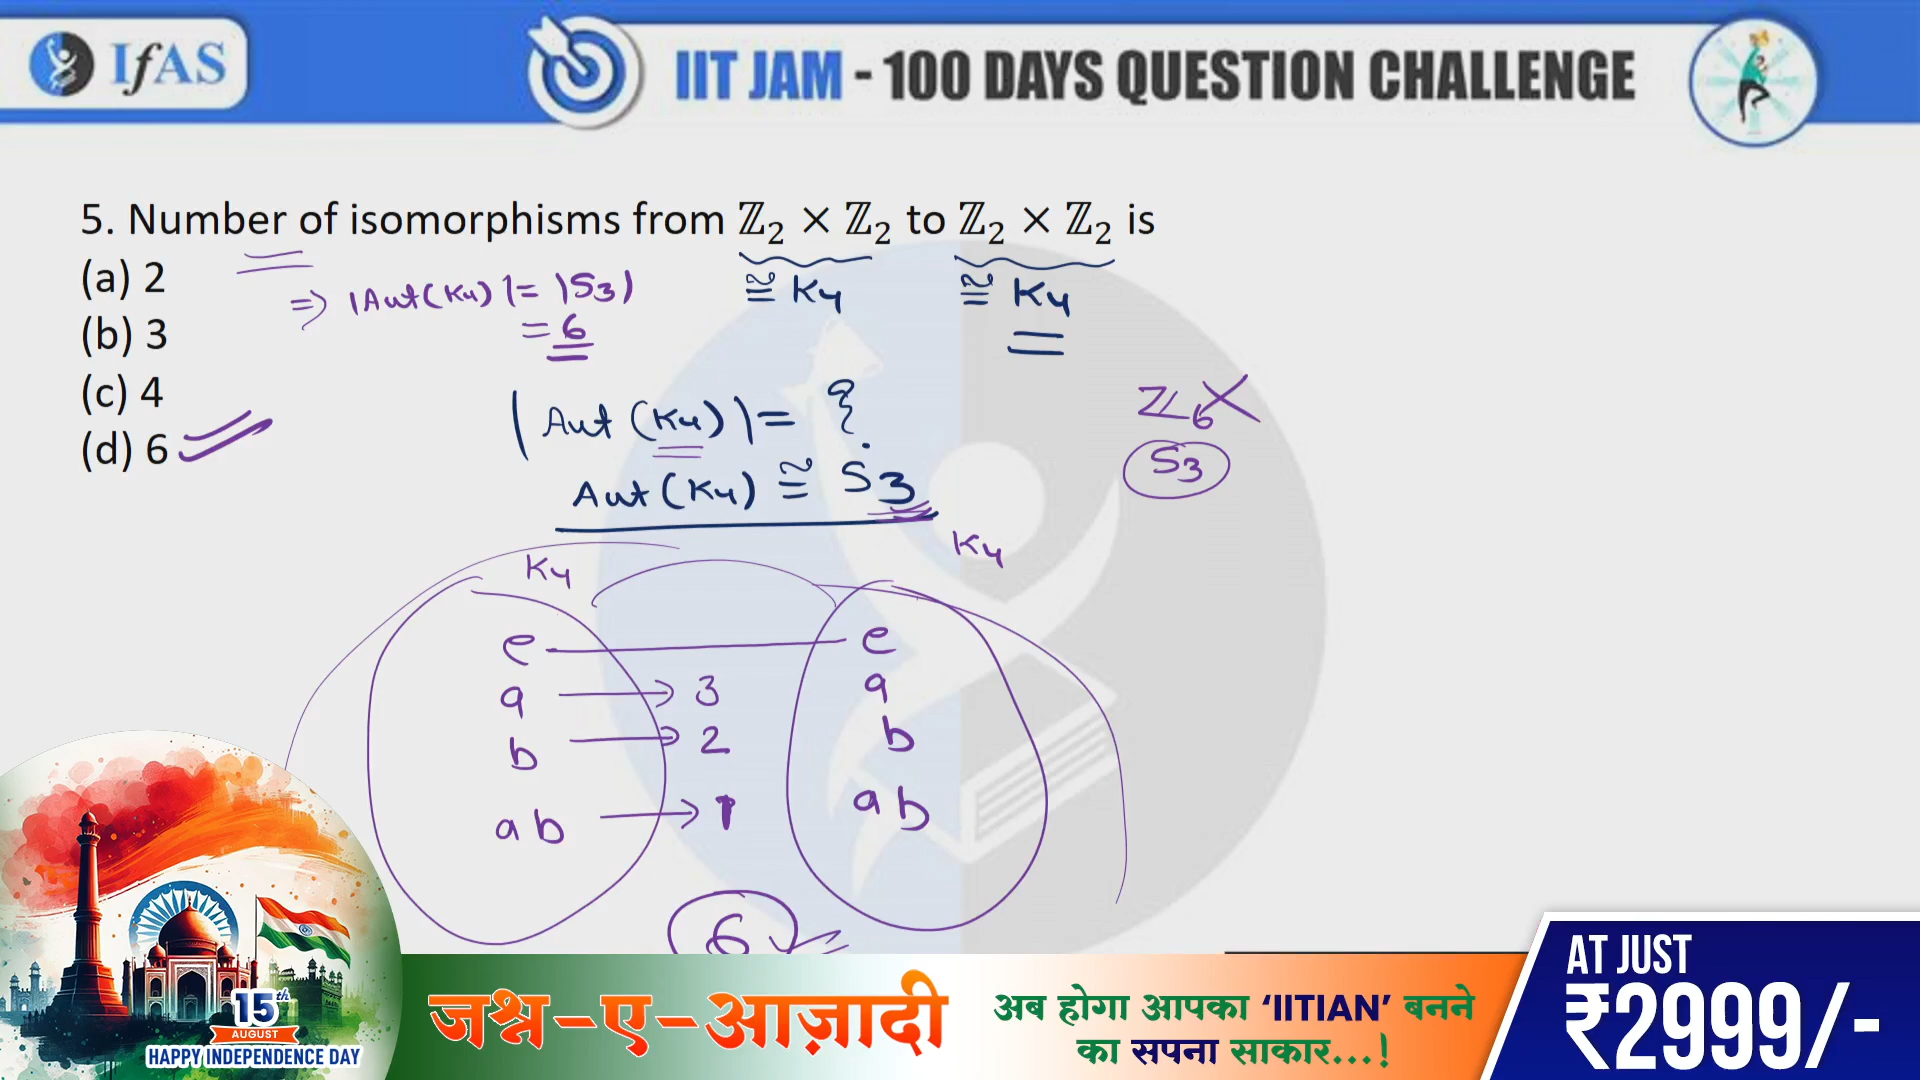 IfAS
IIT JAM - 100 DAYS QUESTION CHALLENGE
5. Number of isomorphisms from ℤ₂ × ℤ₂ to ℤ₂ × ℤ₂ is
(a) 2
(b) 3
(c) 4
(d) 6
≅ K₄
≅ K₄
⇒ |Aut(K₄)| = |S₃|
= 6
|Aut(K₄)| = ?
Aut(K₄) ≅ S₃
ℤ₆
S₃
K₄
K₄
e e
a → 3 a
b → 2 b
ab → 1 ab
6
15th
AUGUST
HAPPY INDEPENDENCE DAY
जश्न-ए-आज़ादी
अब होगा आपका ‘IITIAN’ बनने
का सपना साकार...!
AT JUST
₹2999/-